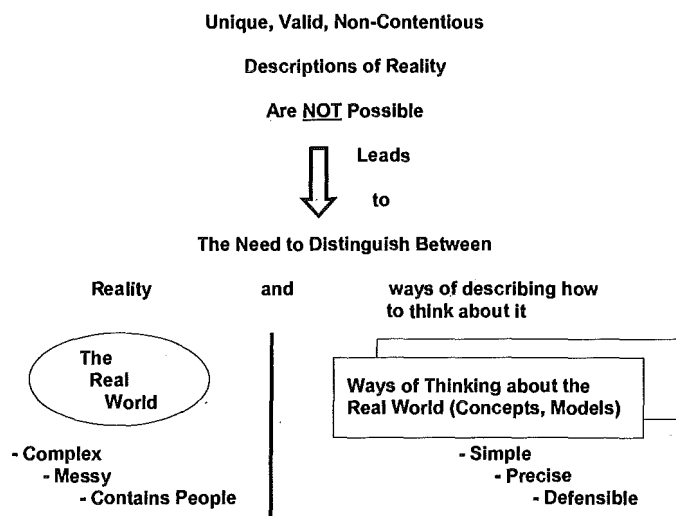 Unique, Valid, Non-Contentious
Descriptions of Reality
Are NOT Possible
Leads
to
The Need to Distinguish Between
Reality and ways of describing how
to think about it
The
Real
World
Ways of Thinking about the
Real World (Concepts, Models)
- Complex
- Messy
- Contains People
- Simple
- Precise
- Defensible